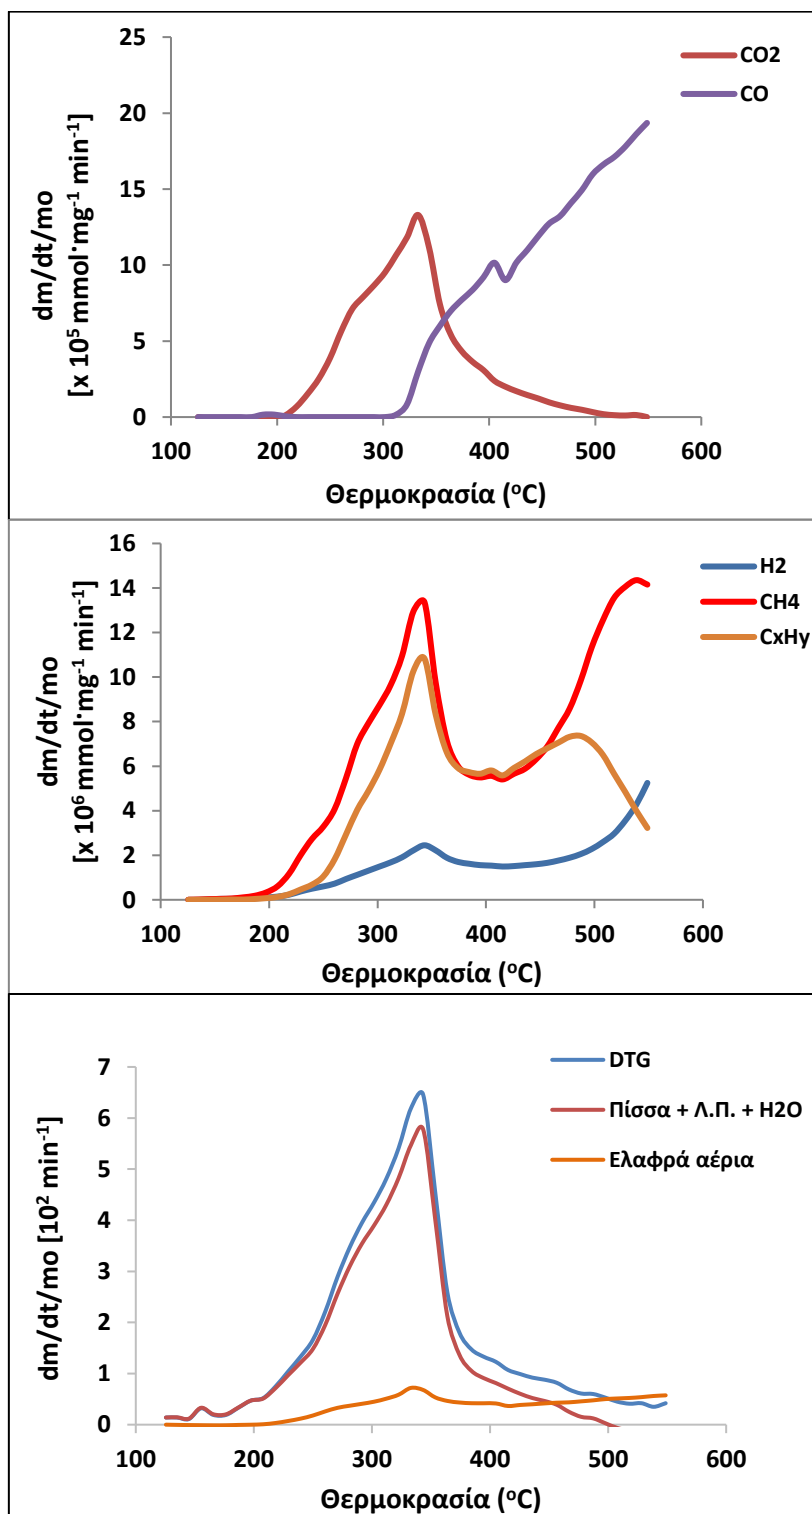 25
20
15
10
5
0
dm/dt/mo
[x 10⁵ mmol·mg⁻¹ min⁻¹]
CO2
CO
100 200 300 400 500 600
Θερμοκρασία (°C)
16
14
12
10
8
6
4
2
0
dm/dt/mo
[x 10⁶ mmol·mg⁻¹ min⁻¹]
H2
CH4
CxHy
100 200 300 400 500 600
Θερμοκρασία (°C)
7
6
5
4
3
2
1
0
dm/dt/mo [10² min⁻¹]
DTG
Πίσσα + Λ.Π. + H2O
Ελαφρά αέρια
100 200 300 400 500 600
Θερμοκρασία (°C)